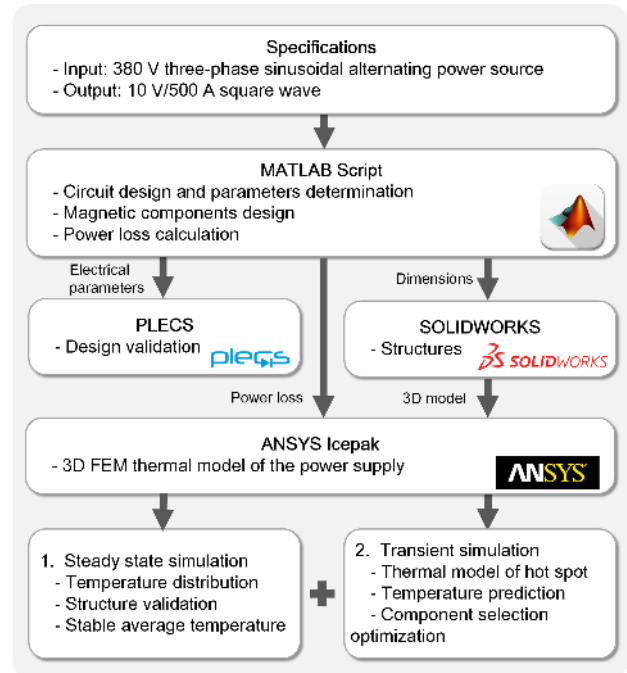 Specifications
- Input: 380 V three-phase sinusoidal alternating power source
- Output: 10 V/500 A square wave
MATLAB Script
- Circuit design and parameters determination
- Magnetic components design
- Power loss calculation
Electrical
parameters
Dimensions
PLECS
- Design validation
plecs
SOLIDWORKS
- Structures
SOLIDWORKS
Power loss
3D model
ANSYS Icepak
- 3D FEM thermal model of the power supply
ANSYS
1. Steady state simulation
- Temperature distribution
- Structure validation
- Stable average temperature
2. Transient simulation
- Thermal model of hot spot
- Temperature prediction
- Component selection
optimization